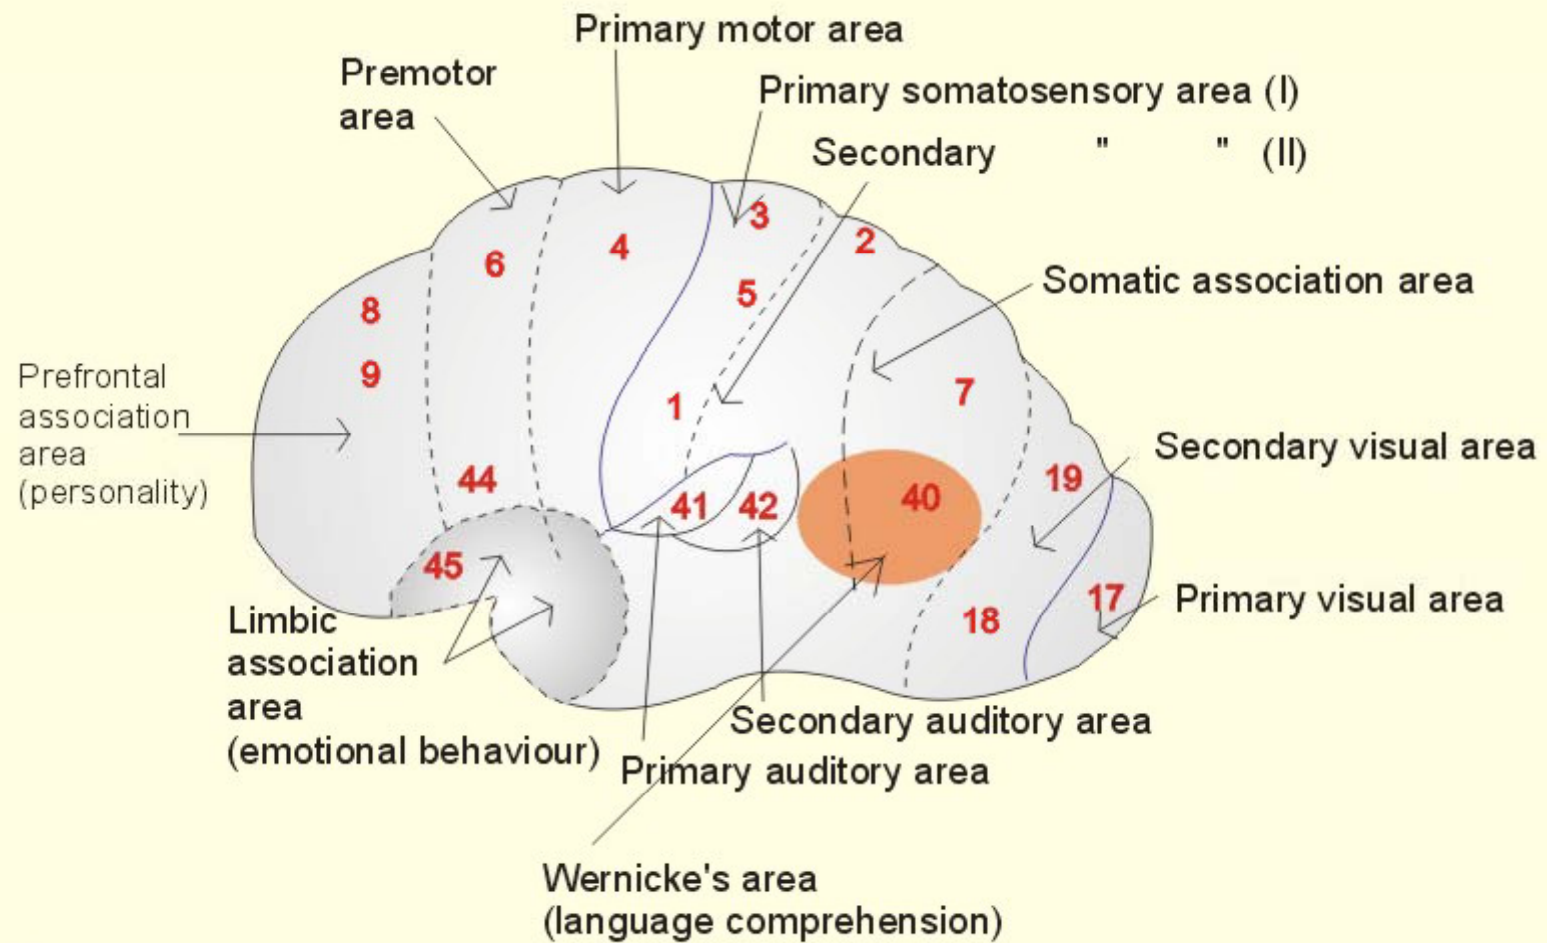 Primary motor area
Premotor
area
Primary somatosensory area (I)
Secondary " " (II)
3
2
4
6
5
Somatic association area
8
9
Prefrontal
association
area
(personality)
1
7
Secondary visual area
44
19
40
41
42
45
17
Primary visual area
18
Limbic
association
area
(emotional behaviour)
Secondary auditory area
Primary auditory area
Wernicke's area
(language comprehension)